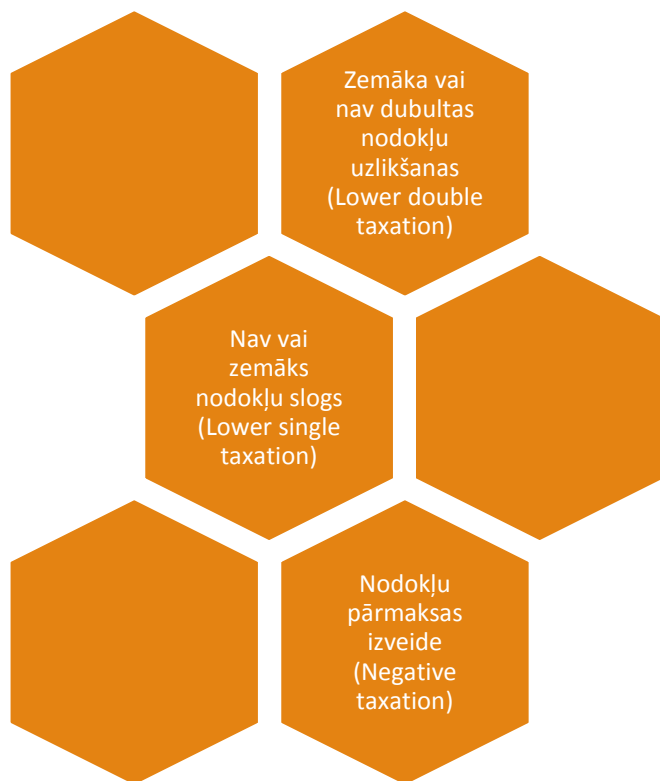 Zemāka vai
nav dubultas
nodokļu
uzlikšanas
(Lower double
taxation)
Nav vai
zemāks
nodokļu slogs
(Lower single
taxation)
Nodokļu
pārmaksas
izveide
(Negative
taxation)